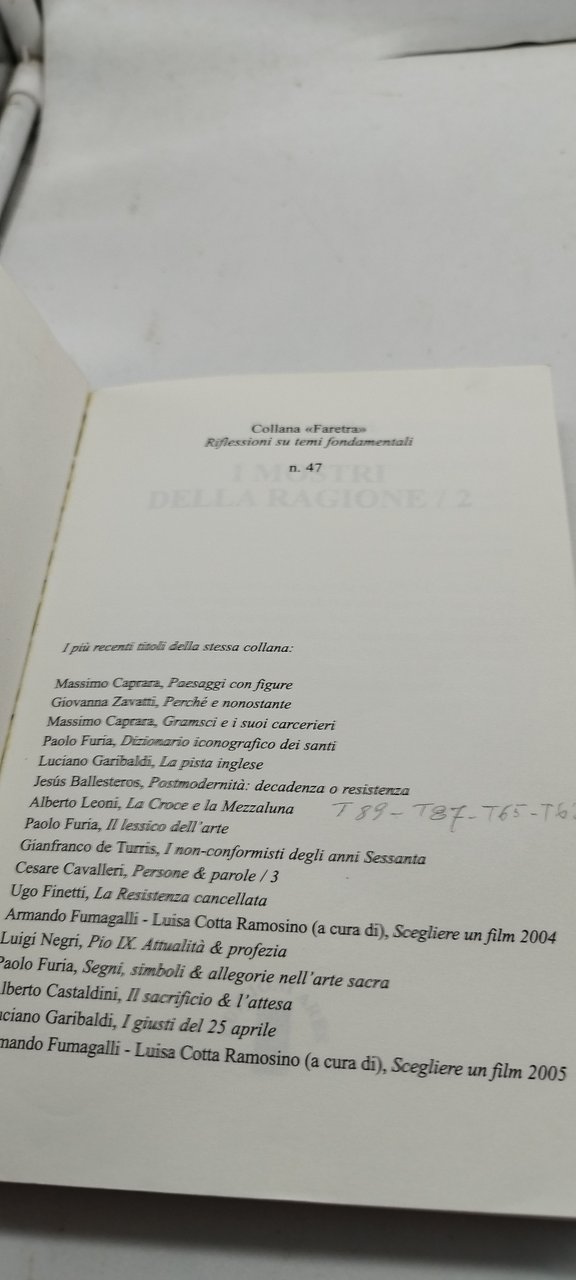 Collana «Faretra»
Riflessioni su temi fondamentali
n. 47
I MOSTRI
DELLA RAGIONE / 2
I più recenti titoli della stessa collana:
Massimo Caprara, Paesaggi con figure
Giovanna Zavatti, Perché e nonostante
Massimo Caprara, Gramsci e i suoi carcerieri
Paolo Furia, Dizionario iconografico dei santi
Luciano Garibaldi, La pista inglese
Jesús Ballesteros, Postmodernità: decadenza o resistenza
Alberto Leoni, La Croce e la Mezzaluna T89-T87-T65-T6
Paolo Furia, Il lessico dell'arte
Gianfranco de Turris, I non-conformisti degli anni Sessanta
Cesare Cavalleri, Persone & parole / 3
Ugo Finetti, La Resistenza cancellata
Armando Fumagalli - Luisa Cotta Ramosino (a cura di), Scegliere un film 2004
Luigi Negri, Pio IX. Attualità & profezia
Paolo Furia, Segni, simboli & allegorie nell'arte sacra
lberto Castaldini, Il sacrificio & l'attesa
uciano Garibaldi, I giusti del 25 aprile
mando Fumagalli - Luisa Cotta Ramosino (a cura di), Scegliere un film 2005